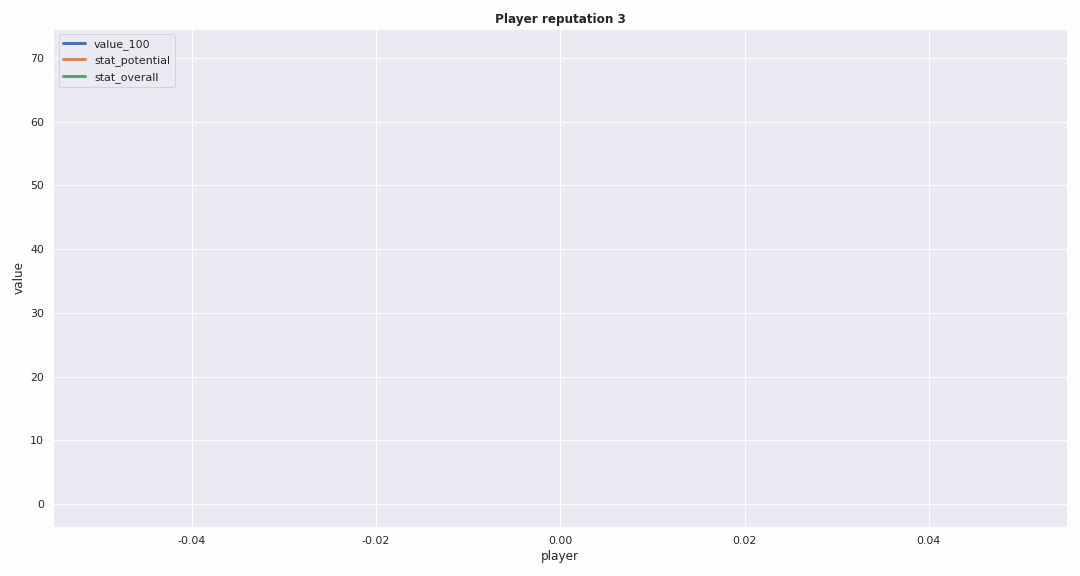 Player reputation 3
value_100
stat_potential
stat_overall
70
60
50
40
30
20
10
0
value
-0.04
-0.02
0.00
0.02
0.04
player